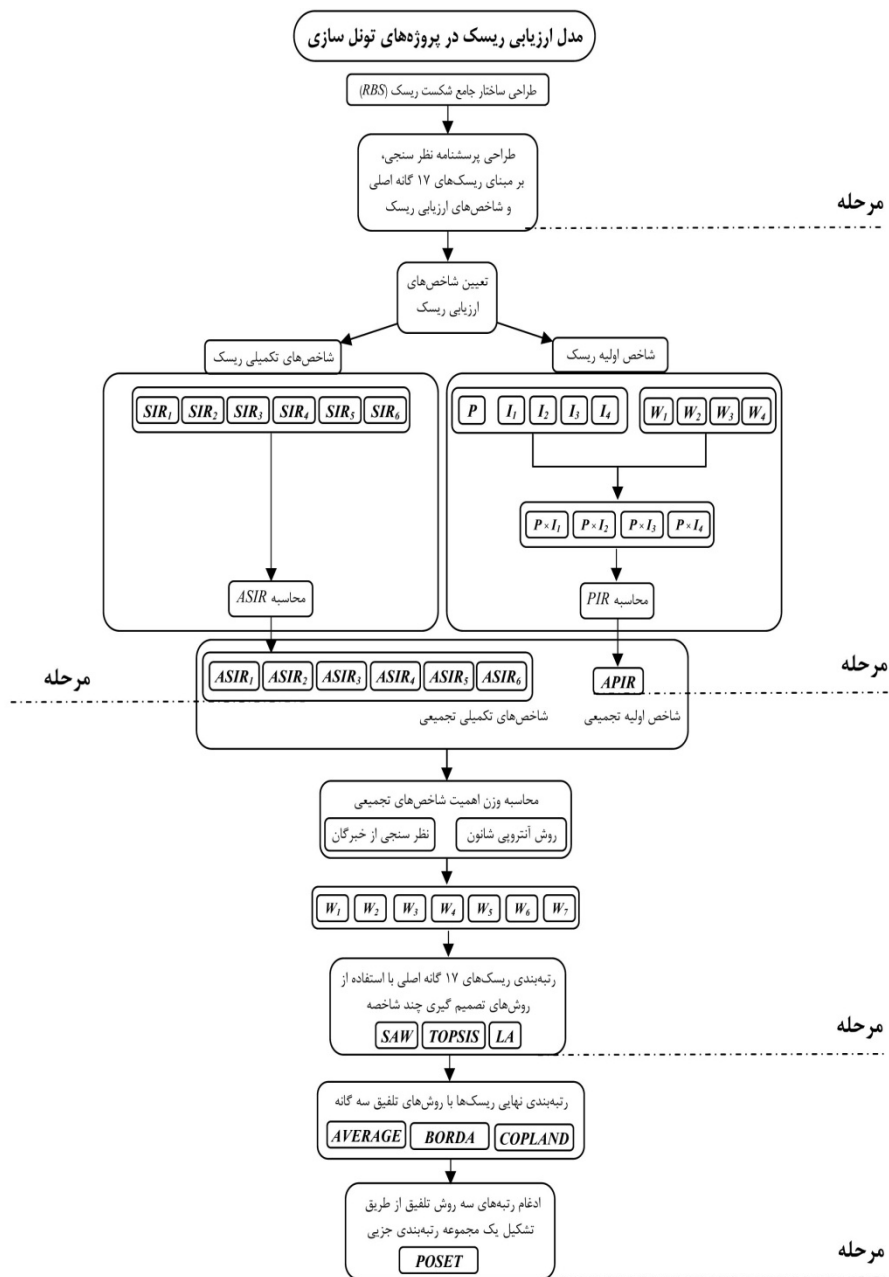 مدل ارزیابی ریسک در پروژه‌های تونل سازی
طراحی ساختار جامع شکست ریسک (RBS)
طراحی پرسشنامه نظر سنجی،
بر مبنای ریسک‌های ۱۷ گانه اصلی
و شاخص‌های ارزیابی ریسک
مرحله
تعیین شاخص‌های
ارزیابی ریسک
شاخص اولیه ریسک
شاخص‌های تکمیلی ریسک
P I1 I2 I3 I4
W1 W2 W3 W4
SIR1 SIR2 SIR3 SIR4 SIR5 SIR6
P×I1 P×I2 P×I3 P×I4
محاسبه PIR
محاسبه ASIR
مرحله
مرحله
APIR
ASIR1 ASIR2 ASIR3 ASIR4 ASIR5 ASIR6
شاخص اولیه تجمیعی
شاخص‌های تکمیلی تجمیعی
محاسبه وزن اهمیت شاخص‌های تجمیعی
روش آنتروپی شانون
نظر سنجی از خبرگان
W1 W2 W3 W4 W5 W6 W7
رتبه‌بندی ریسک‌های ۱۷ گانه اصلی با استفاده از
روش‌های تصمیم گیری چند شاخصه
SAW TOPSIS LA
مرحله
رتبه‌بندی نهایی ریسک‌ها با روش‌های تلفیق سه گانه
AVERAGE BORDA COPLAND
ادغام رتبه‌های سه روش تلفیق از طریق
تشکیل یک مجموعه رتبه‌بندی جزیی
POSET
مرحله